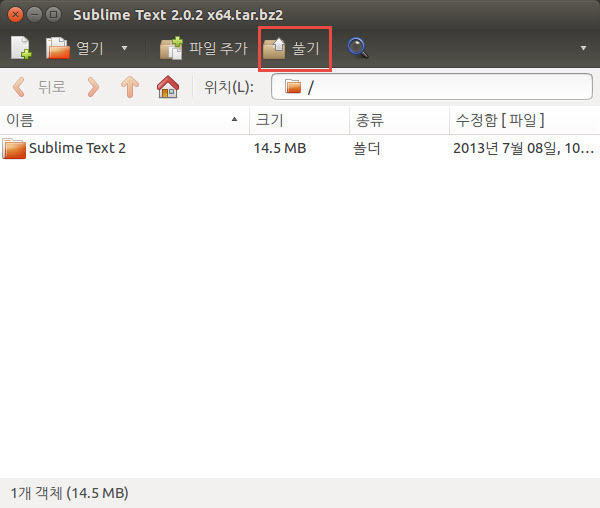 Sublime Text 2.0.2 x64.tar.bz2
열기 파일 추가 풀기
뒤로 위치(L): /
이름 크기 종류 수정함 [ 파일 ]
Sublime Text 2 14.5 MB 폴더 2013년 7월 08일, 10...
1개 객체 (14.5 MB)